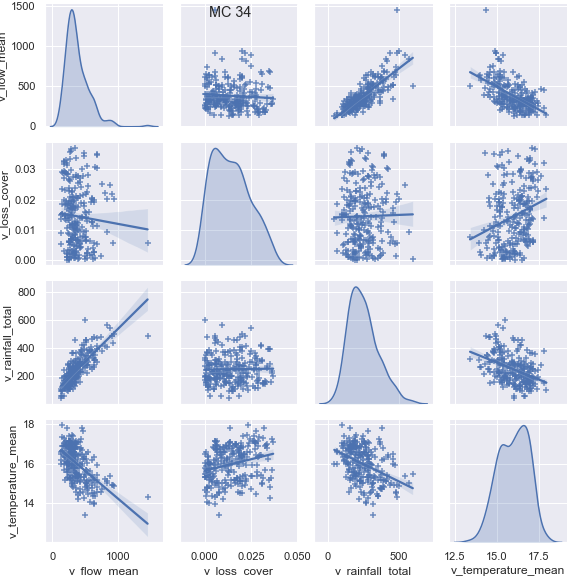 MC 34
1500
1000
500
0
v_flow_mean
0.03
0.02
0.01
0.00
v_loss_cover
800
600
400
200
v_rainfall_total
18
16
14
v_temperature_mean
0 1000
0.000 0.025 0.050
0 500
12.5 15.0 17.5
v_flow_mean v_loss_cover v_rainfall_total v_temperature_mean